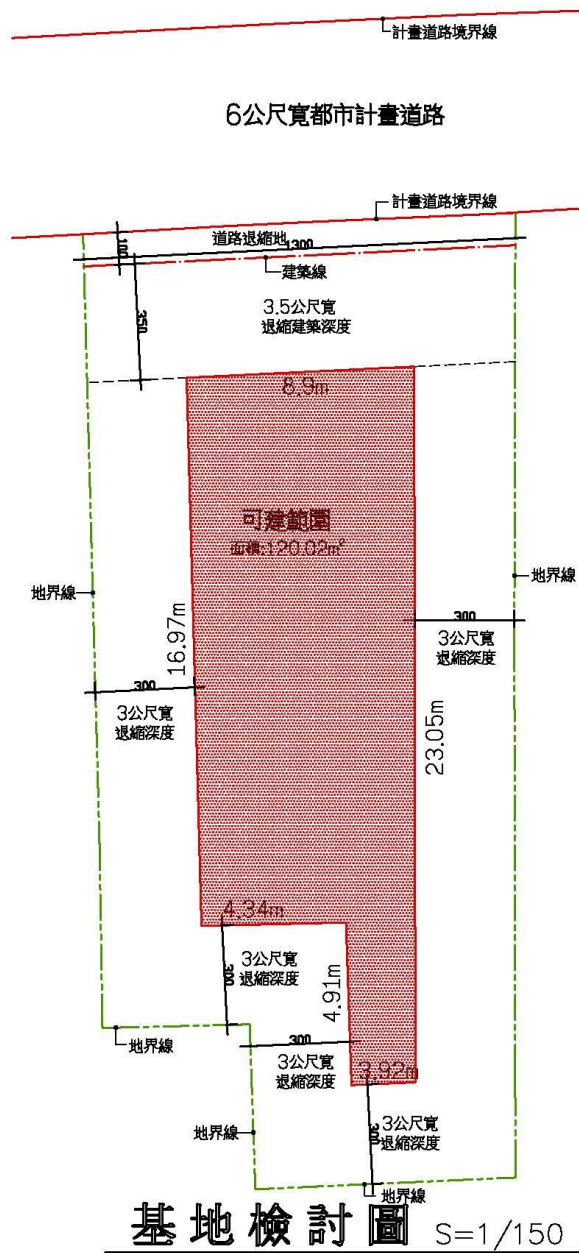 計畫道路境界線
6公尺寬都市計畫道路
計畫道路境界線
道路退縮地
100
1300
建築線
350
3.5公尺寬
退縮建築深度
8.9m
可建範圍
面積:120.02m²
地界線
地界線
300
3公尺寬
退縮深度
16.97m
300
3公尺寬
退縮深度
23.05m
4.34m
300
3公尺寬
退縮深度
4.91m
地界線
300
3公尺寬
退縮深度
3.92m
地界線
300
3公尺寬
退縮深度
地界線
基地檢討圖 S=1/150